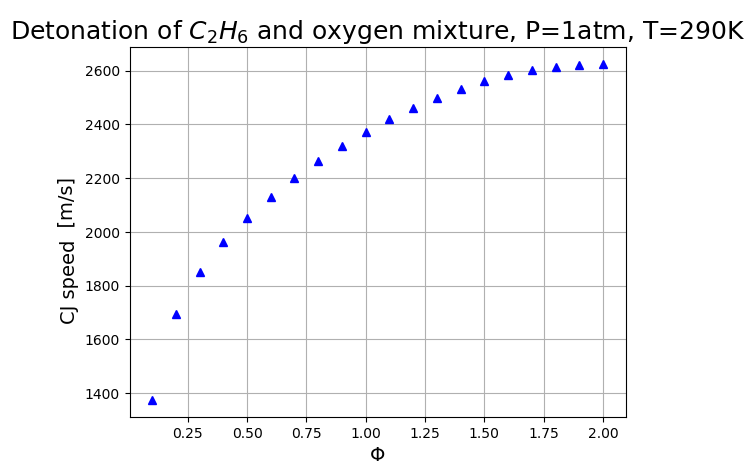 Detonation of C₂H₆ and oxygen mixture, P=1atm, T=290K
2600
2400
2200
2000
1800
1600
1400
CJ speed [m/s]
0.25 0.50 0.75 1.00 1.25 1.50 1.75 2.00
Φ